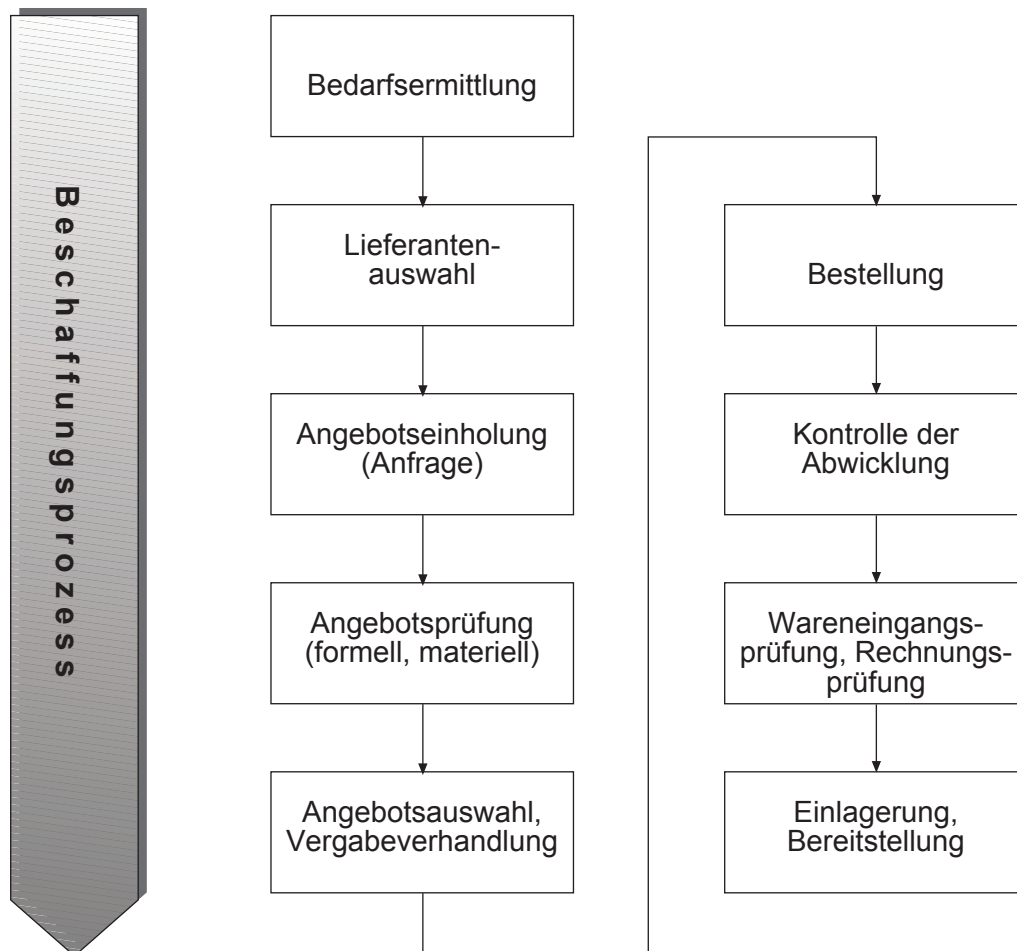 Beschaffungsprozess
Bedarfsermittlung
Lieferanten-
auswahl
Angebotseinholung
(Anfrage)
Angebotsprüfung
(formell, materiell)
Angebotsauswahl,
Vergabeverhandlung
Bestellung
Kontrolle der
Abwicklung
Wareneingangs-
prüfung, Rechnungs-
prüfung
Einlagerung,
Bereitstellung